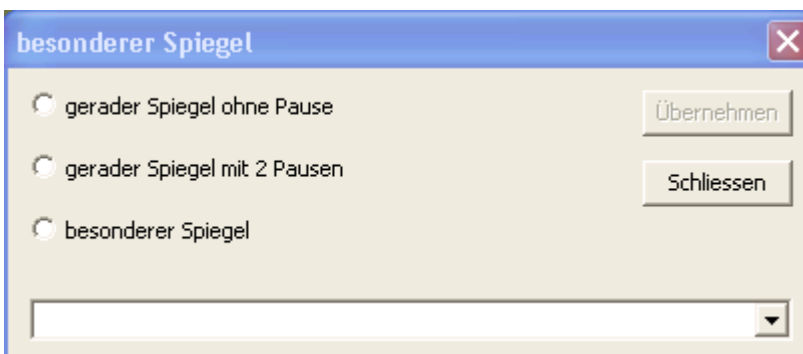 besonderer Spiegel
gerader Spiegel ohne Pause
Übernehmen
gerader Spiegel mit 2 Pausen
Schliessen
besonderer Spiegel